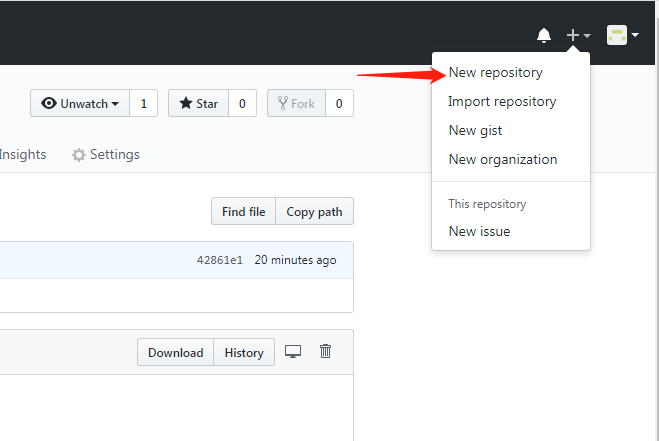 New repository
Import repository
New gist
New organization
This repository
New issue
Unwatch 1 Star 0 Fork 0
Insights Settings
Find file Copy path
42861e1 20 minutes ago
Download History